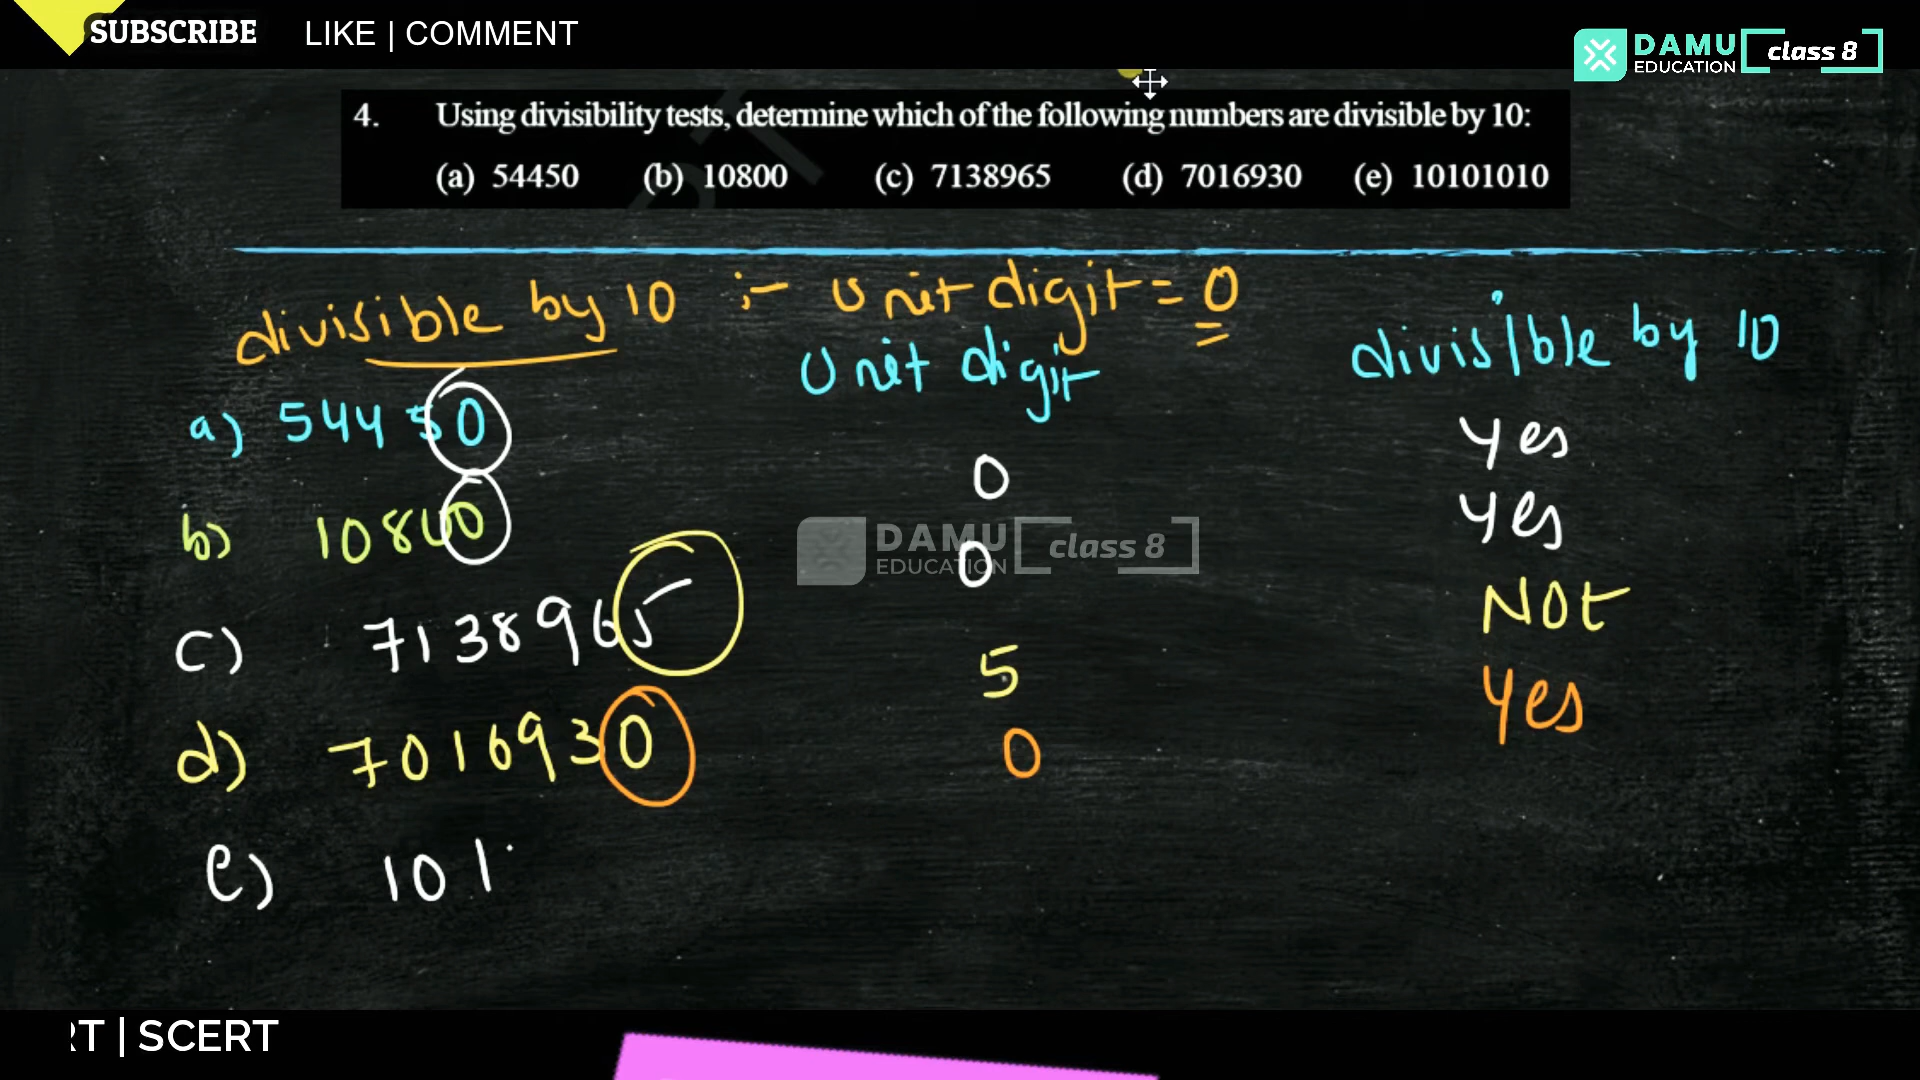 SUBSCRIBE LIKE | COMMENT
DAMU EDUCATION class 8
4. Using divisibility tests, determine which of the following numbers are divisible by 10:
(a) 54450 (b) 10800 (c) 7138965 (d) 7016930 (e) 10101010
divisible by 10 :- Unit digit = 0
Unit digit divisible by 10
a) 54450 0 Yes
b) 10800 0 Yes
DAMU EDUCATION class 8
c) 7138965 5 Not
d) 7016930 0 Yes
e) 101
RT | SCERT